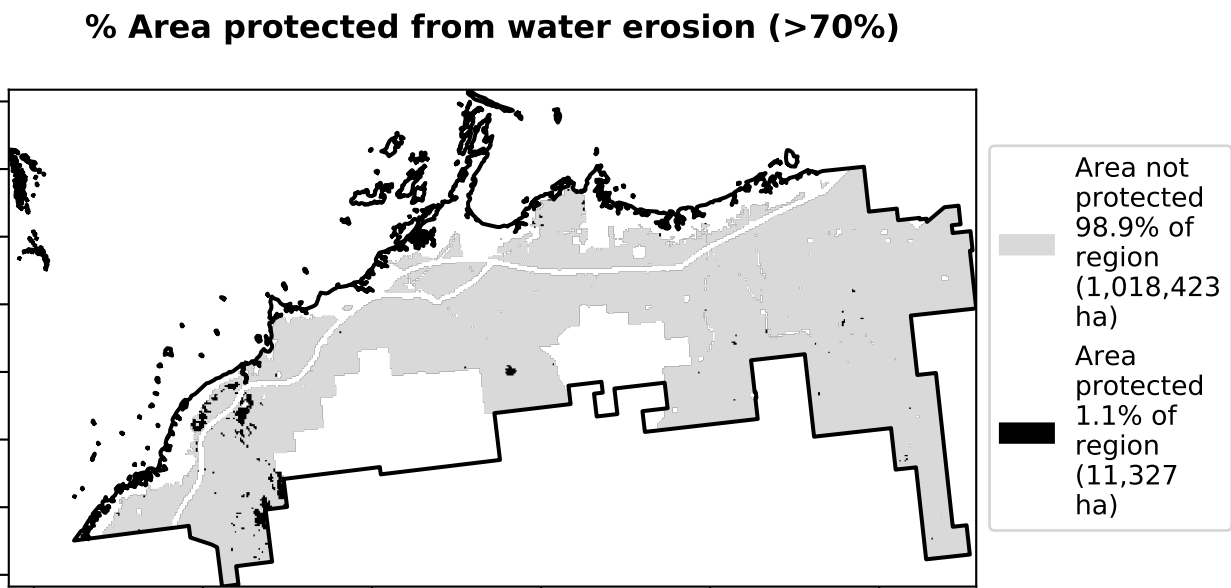 % Area protected from water erosion (>70%)
Area not
protected
98.9% of
region
(1,018,423
ha)
Area
protected
1.1% of
region
(11,327
ha)